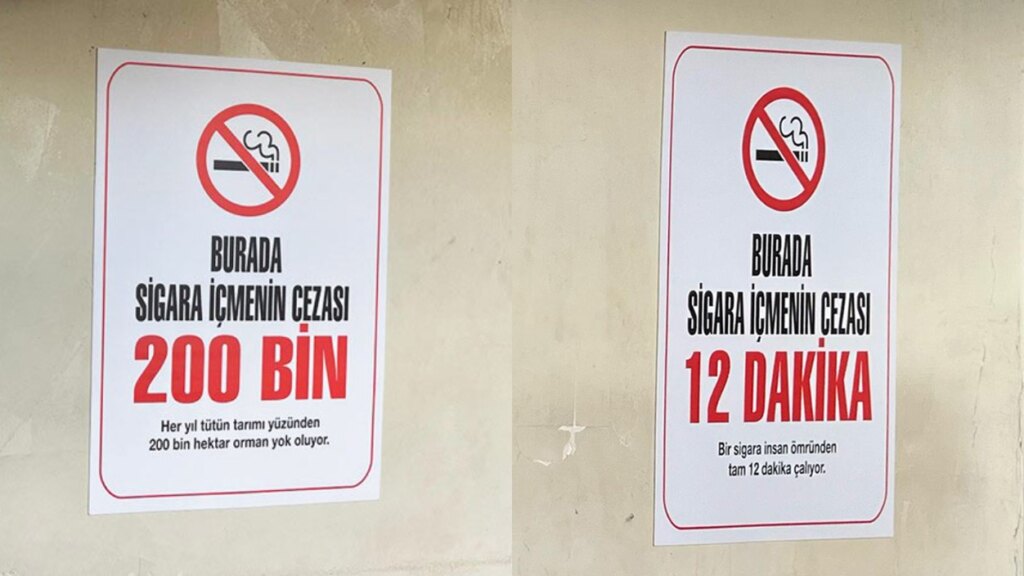 BURADA
SİGARA İÇMENİN CEZASI
200 BİN
Her yıl tütün tarımı yüzünden
200 bin hektar orman yok oluyor.
BURADA
SİGARA İÇMENİN CEZASI
12 DAKİKA
Bir sigara insan ömründen
tam 12 dakika çalıyor.